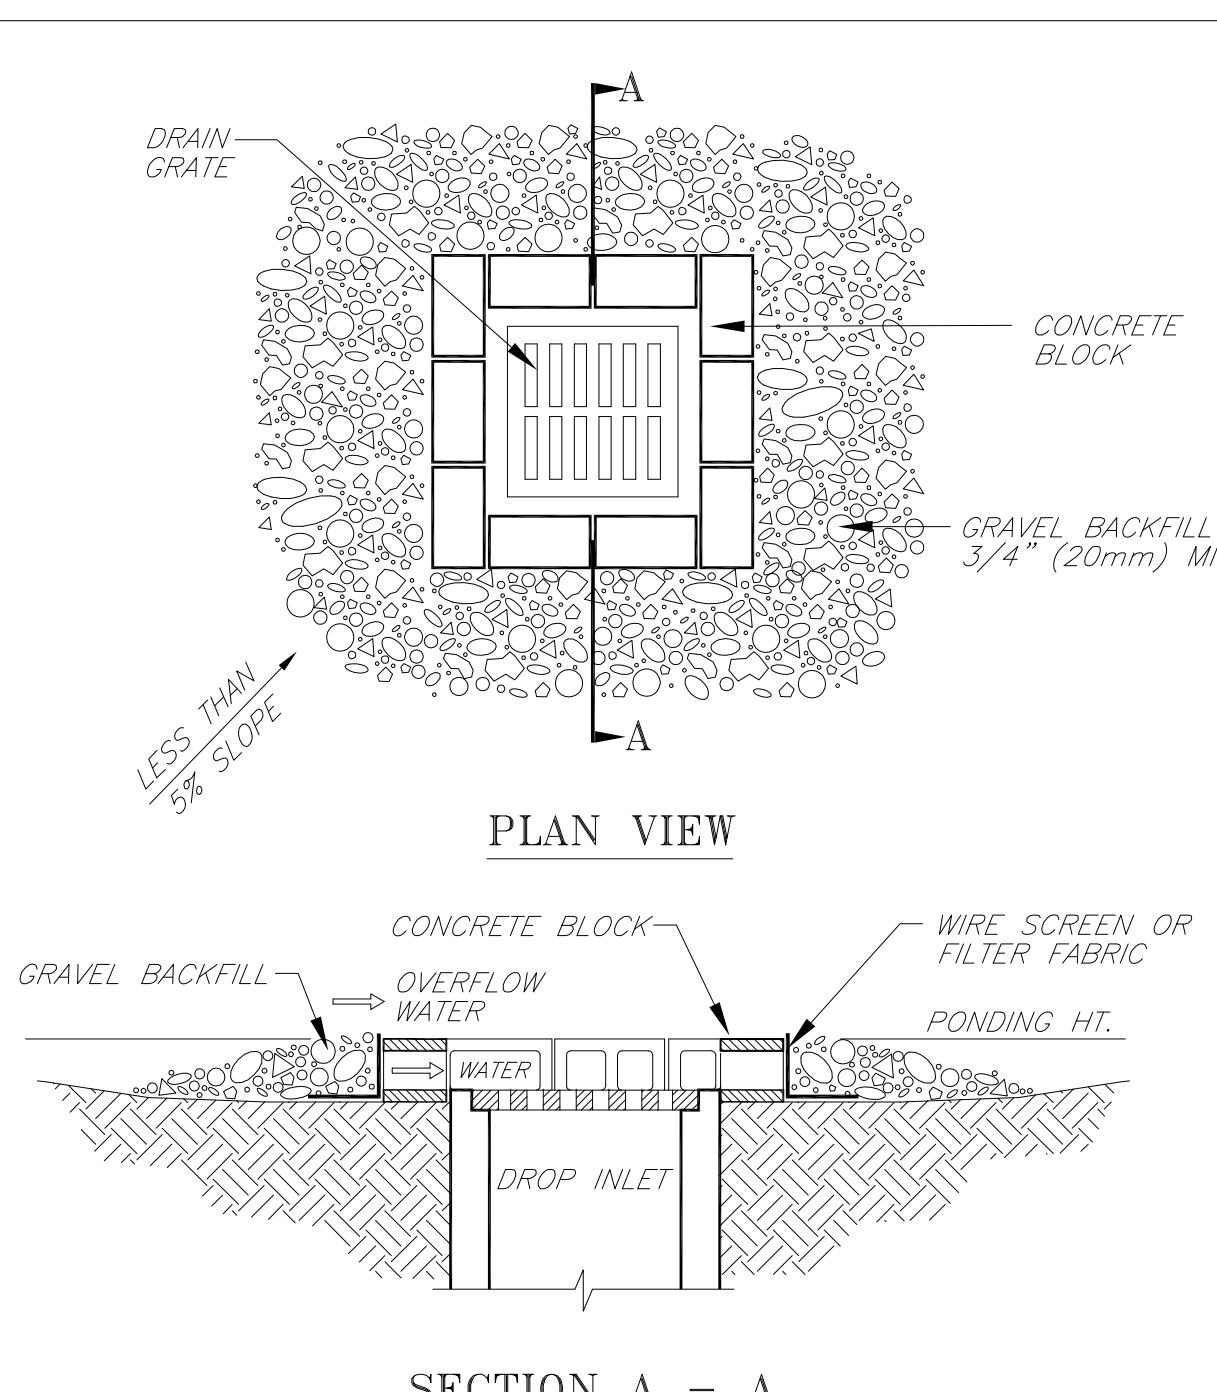 A
DRAIN
GRATE
CONCRETE
BLOCK
GRAVEL BACKFILL
3/4" (20mm)
LESS THAN
5% SLOPE
A
PLAN VIEW
CONCRETE BLOCK
WIRE SCREEN OR
FILTER FABRIC
GRAVEL BACKFILL
OVERFLOW
WATER
PONDING HT.
WATER
DROP INLET
SECTION A - A